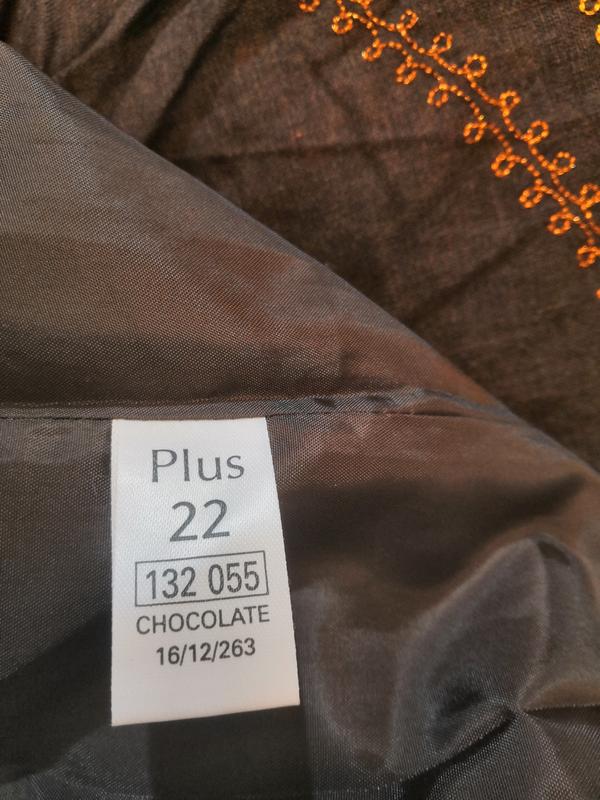 Plus
22
132 055
CHOCOLATE
16/12/263